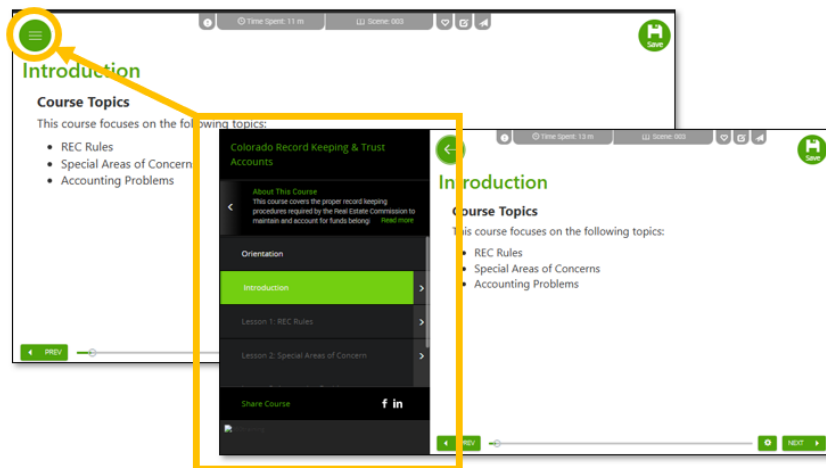 Time Spent: 11 m
Scene: 003
Save
Introduction
Course Topics
This course focuses on the following topics:
REC Rules
Special Areas of Concern
Accounting Problems
PREV
Colorado Record Keeping & Trust
Accounts
About This Course
This course covers the proper record keeping
procedures required by the Real Estate Commission to
maintain and account for funds belongi Read more
Orientation
Introduction
Lesson 1: REC Rules
Lesson 2: Special Areas of Concern
Share Course
f in
Time Spent: 13 m
Scene: 003
Save
Introduction
Course Topics
This course focuses on the following topics:
REC Rules
Special Areas of Concerns
Accounting Problems
PREV
NEXT